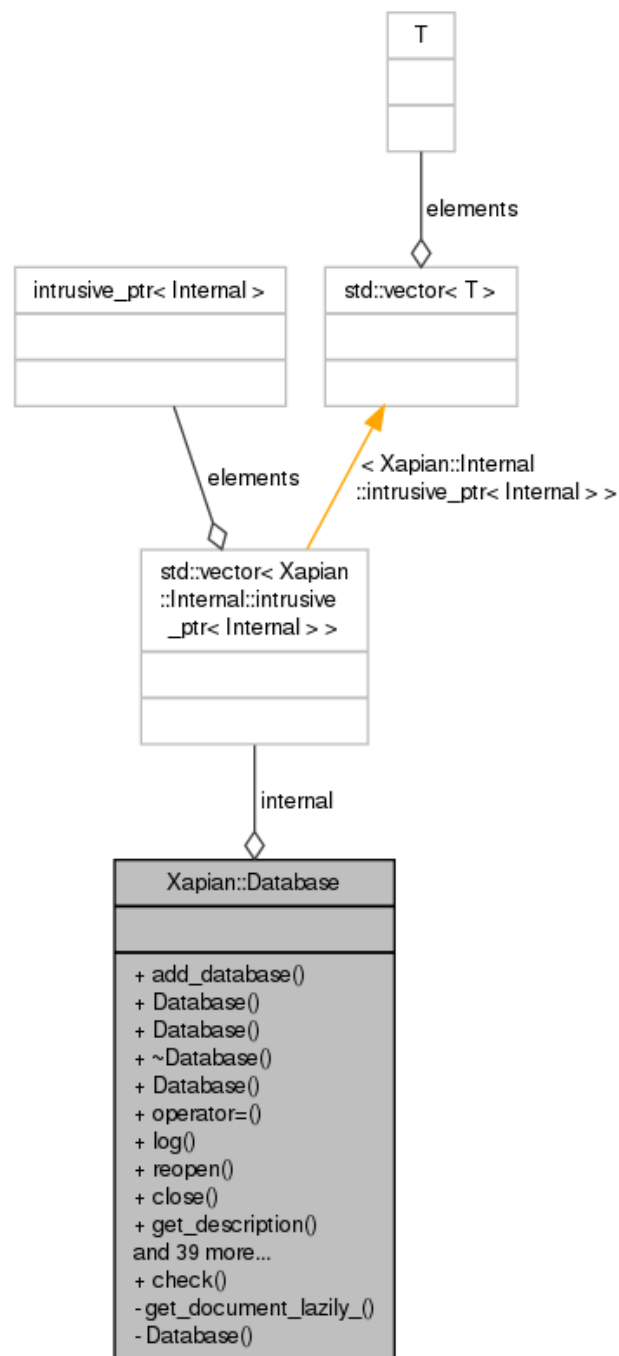 T
elements
intrusive_ptr< Internal >
std::vector< T >
elements
< Xapian::Internal
::intrusive_ptr< Internal > >
std::vector< Xapian
::Internal::intrusive
_ptr< Internal > >
internal
Xapian::Database
+ add_database()
+ Database()
+ Database()
+ ~Database()
+ Database()
+ operator=()
+ log()
+ reopen()
+ close()
+ get_description()
and 39 more...
+ check()
- get_document_lazily_()
- Database()